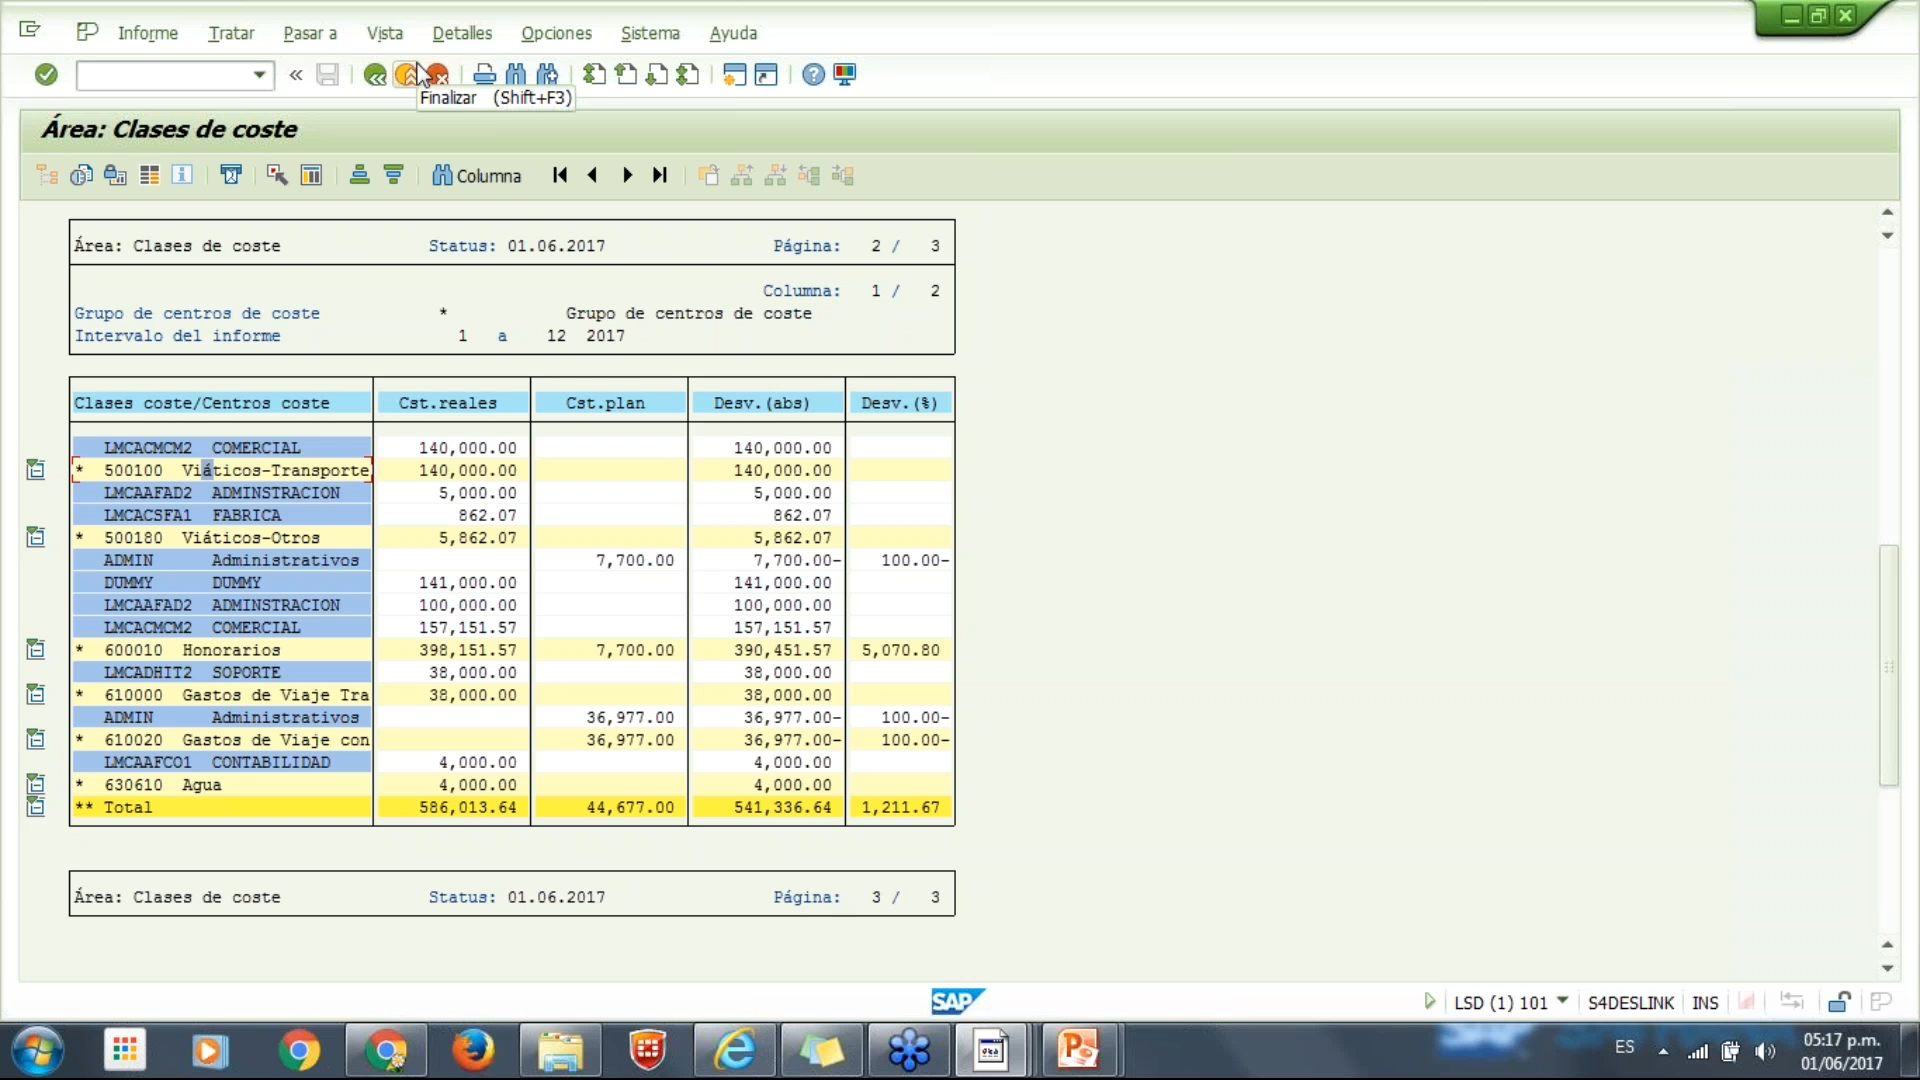 Informe Tratar Pasar a Vista Detalles Opciones Sistema Ayuda
Finalizar (Shift+F3)
Área: Clases de coste
Columna
Área: Clases de coste Status: 01.06.2017 Página: 2 / 3
Columna: 1 / 2
Grupo de centros de coste * Grupo de centros de coste
Intervalo del informe 1 a 12 2017
Clases coste/Centros coste Cst.reales Cst.plan Desv.(abs) Desv.(%)
LMCACMCM2 COMERCIAL 140,000.00 140,000.00
* 500100 Viáticos-Transporte 140,000.00 140,000.00
LMCAAFAD2 ADMINSTRACION 5,000.00 5,000.00
LMCACSFA1 FABRICA 862.07 862.07
* 500180 Viáticos-Otros 5,862.07 5,862.07
ADMIN Administrativos 7,700.00 7,700.00- 100.00-
DUMMY DUMMY 141,000.00 141,000.00
LMCAAFAD2 ADMINSTRACION 100,000.00 100,000.00
LMCACMCM2 COMERCIAL 157,151.57 157,151.57
* 600010 Honorarios 398,151.57 7,700.00 390,451.57 5,070.80
LMCADHIT2 SOPORTE 38,000.00 38,000.00
* 610000 Gastos de Viaje Tra 38,000.00 38,000.00
ADMIN Administrativos 36,977.00 36,977.00- 100.00-
* 610020 Gastos de Viaje con 36,977.00 36,977.00- 100.00-
LMCAAFCO1 CONTABILIDAD 4,000.00 4,000.00
* 630610 Agua 4,000.00 4,000.00
** Total 586,013.64 44,677.00 541,336.64 1,211.67
Área: Clases de coste Status: 01.06.2017 Página: 3 / 3
SAP
LSD (1) 101 S4DESLINK INS
ES
05:17 p.m.
01/06/2017